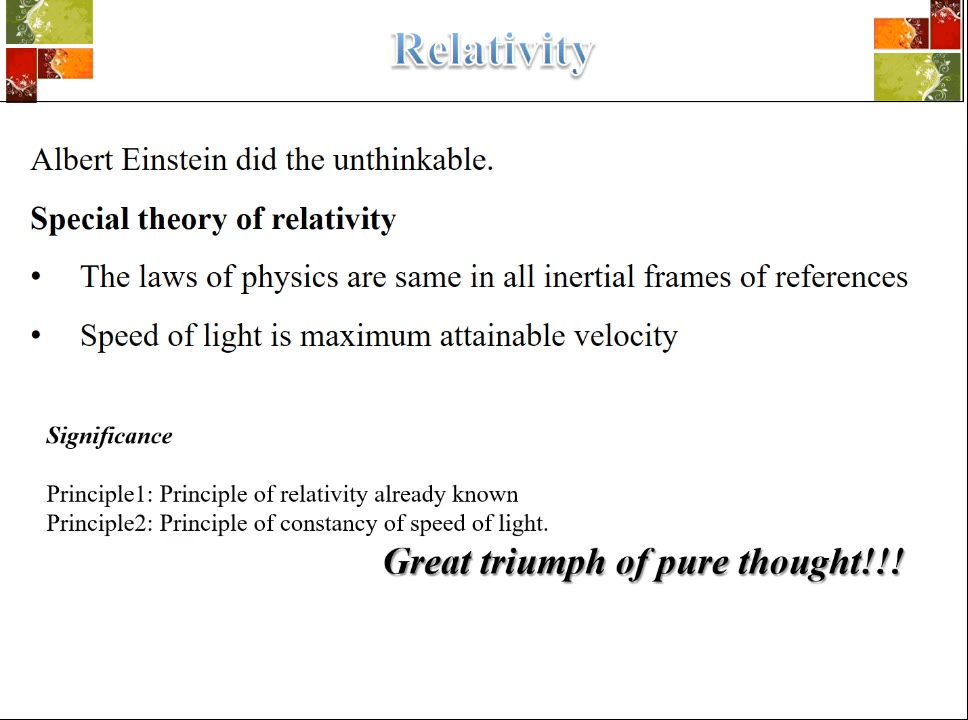 Relativity
Albert Einstein did the unthinkable.
Special theory of relativity
• The laws of physics are same in all inertial frames of references
• Speed of light is maximum attainable velocity
Significance
Principle1: Principle of relativity already known
Principle2: Principle of constancy of speed of light.
Great triumph of pure thought!!!